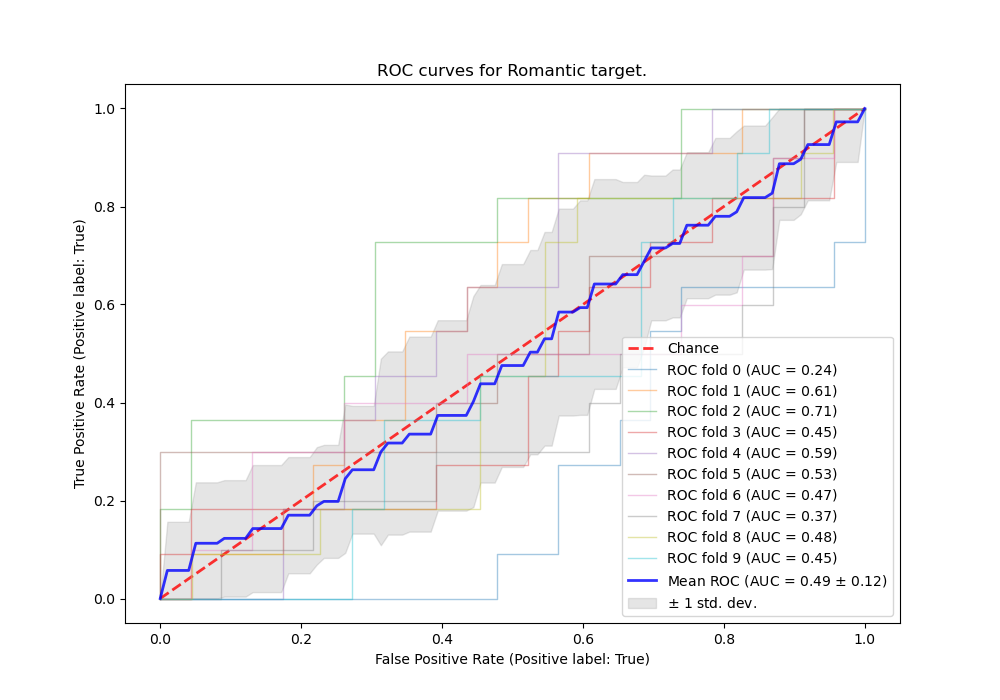 ROC curves for Romantic target.
True Positive Rate (Positive label: True)
1.0
0.8
0.6
0.4
0.2
0.0
0.0 0.2 0.4 0.6 0.8 1.0
False Positive Rate (Positive label: True)
Chance
ROC fold 0 (AUC = 0.24)
ROC fold 1 (AUC = 0.61)
ROC fold 2 (AUC = 0.71)
ROC fold 3 (AUC = 0.45)
ROC fold 4 (AUC = 0.59)
ROC fold 5 (AUC = 0.53)
ROC fold 6 (AUC = 0.47)
ROC fold 7 (AUC = 0.37)
ROC fold 8 (AUC = 0.48)
ROC fold 9 (AUC = 0.45)
Mean ROC (AUC = 0.49 ± 0.12)
± 1 std. dev.